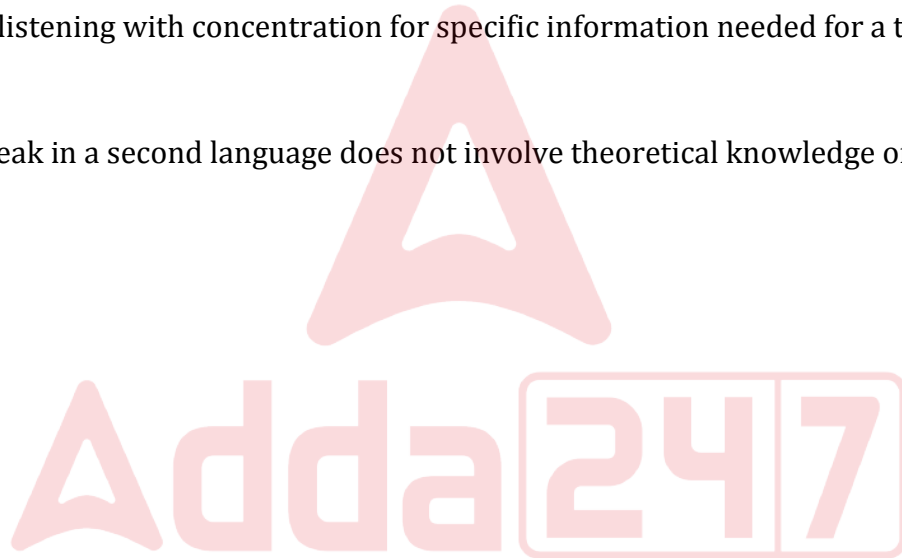 listening with concentration for specific information needed for a t
eak in a second language does not involve theoretical knowledge o
Adda247